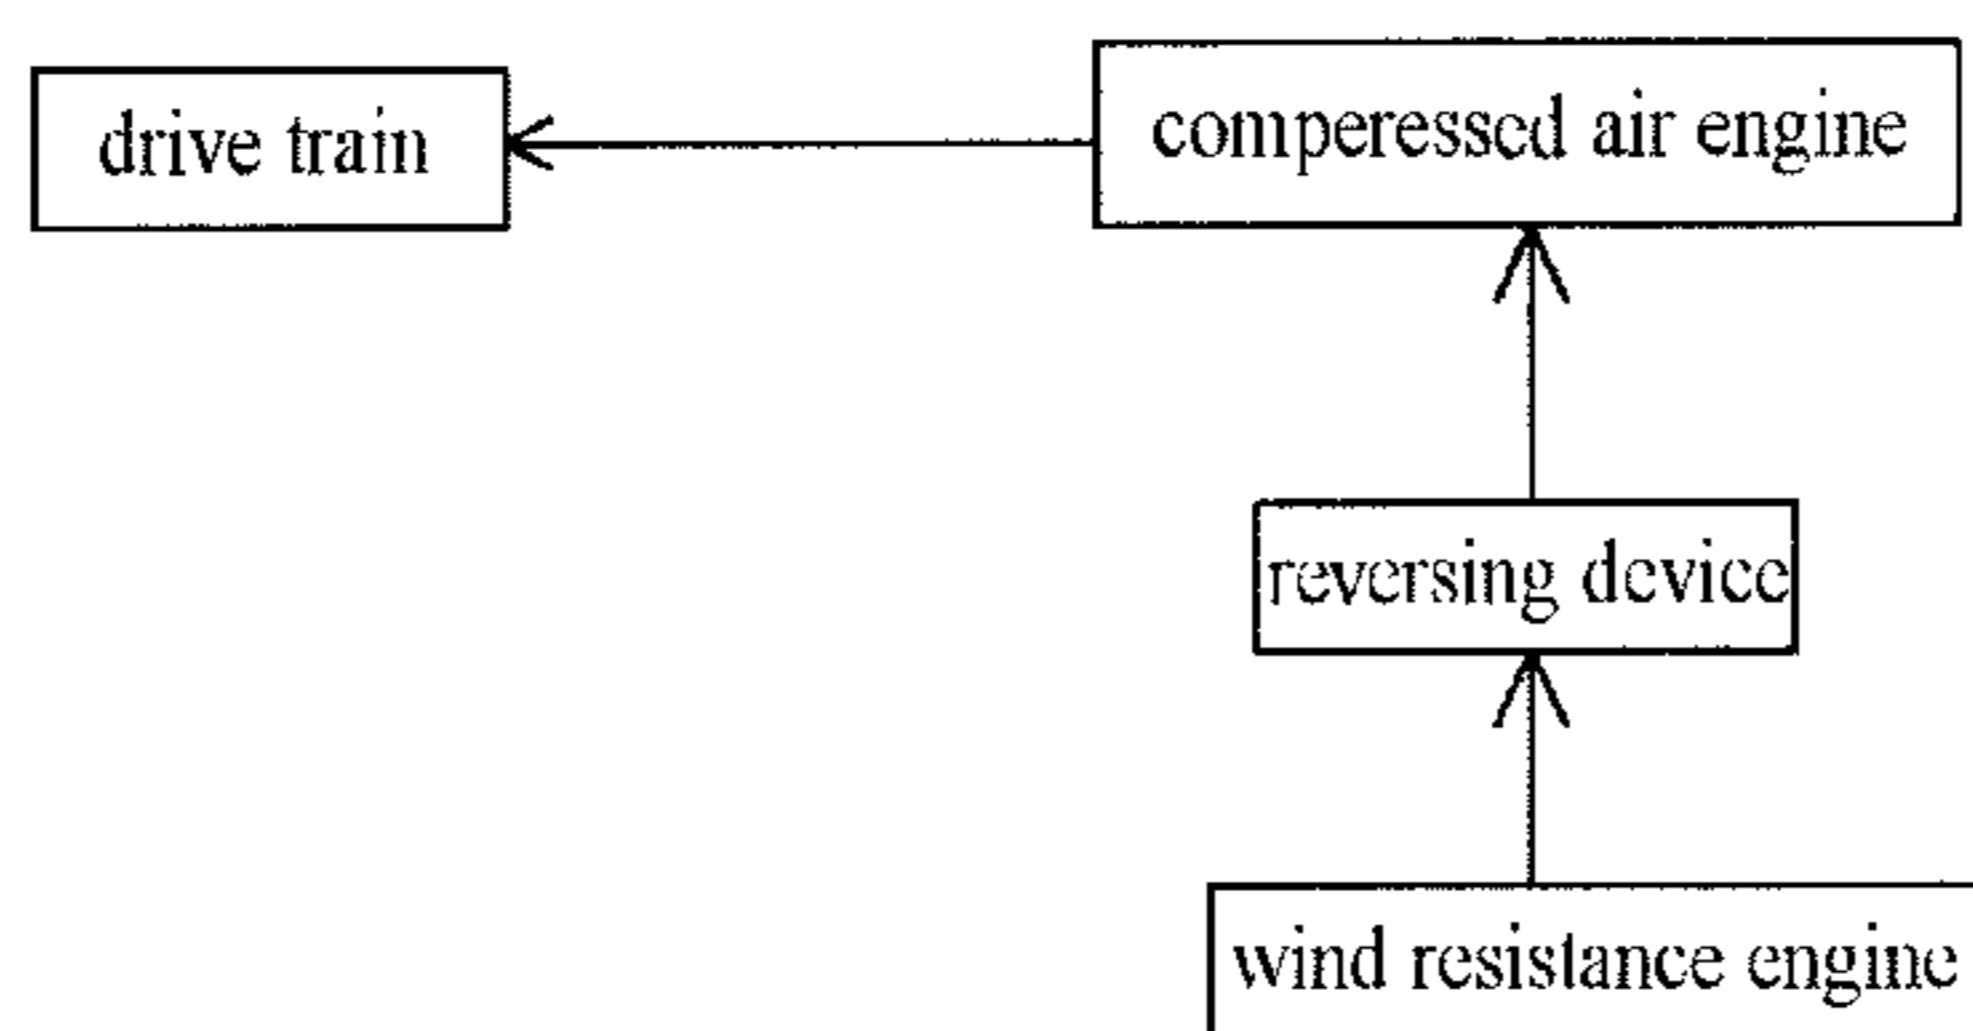 drive train
comperessed air engine
reversing device
wind resistance engine